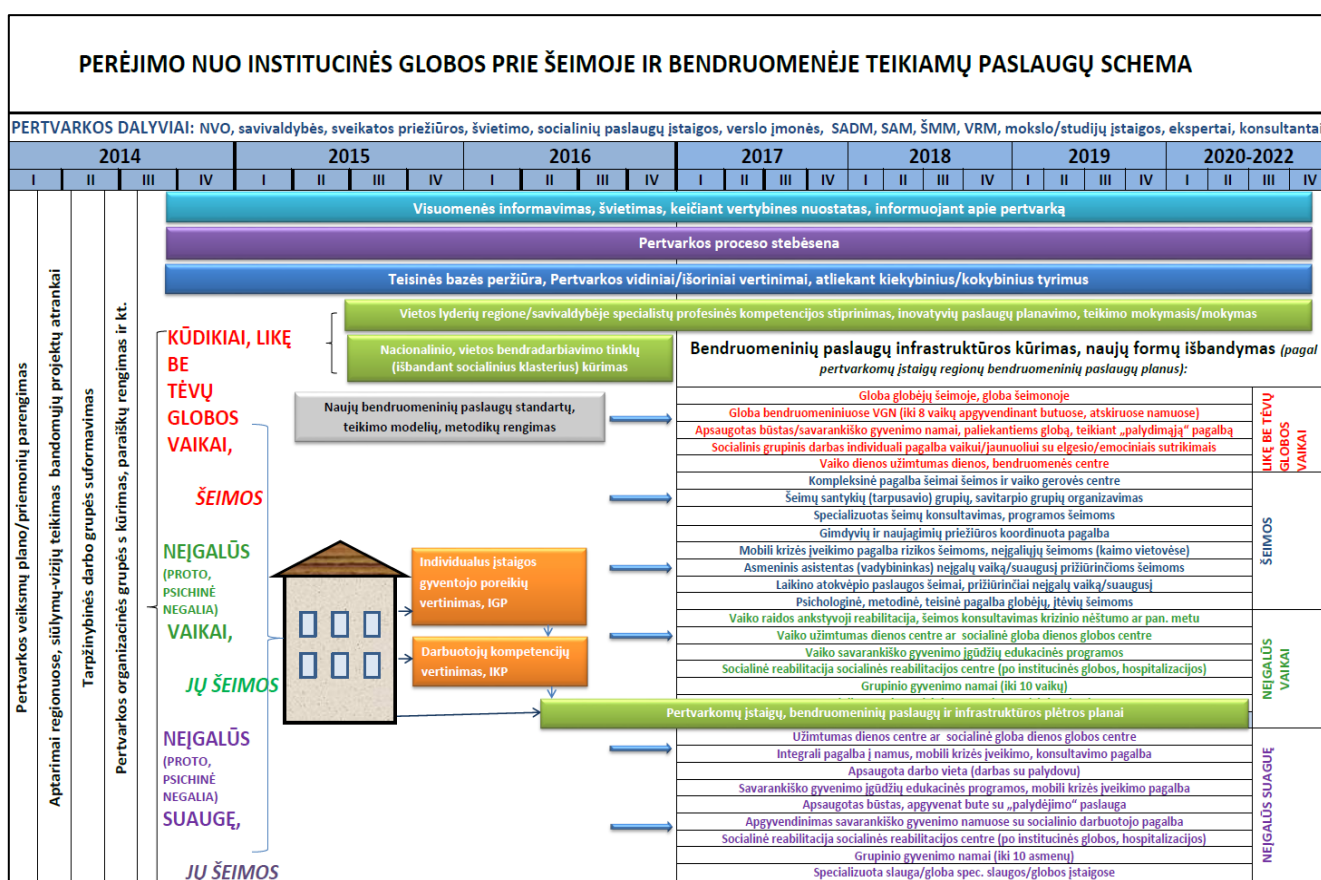 PERĖJIMO NUO INSTITUCINĖS GLOBOS PRIE ŠEIMOJE IR BENDRUOMENĖJE TEIKIAMŲ PASLAUGŲ SCHEMA
PERTVARKOS DALYVIAI: NVO, savivaldybės, sveikatos priežiūros, švietimo, socialinių paslaugų įstaigos, verslo įmonės, SADM, SAM, ŠMM, VRM, mokslo/studijų įstaigos, ekspertai, konsultantai
2014 2015 2016 2017 2018 2019 2020-2022
I II III IV I II III IV I II III IV I II III IV I II III IV I II III IV I II III IV
Pertvarkos veiksmų plano/priemonių parengimas
Aptarimai regionuose, siūlymų-vizijų teikimas bandomųjų projektų atrankai
Tarpžinybinės darbo grupės suformavimas
Pertvarkos organizacinės grupės s kūrimas, paraiškų rengimas ir kt.
Visuomenės informavimas, švietimas, keičiant vertybines nuostatas, informuojant apie pertvarką
Pertvarkos proceso stebėsena
Teisinės bazės peržiūra, Pertvarkos vidiniai/išoriniai vertinimai, atliekant kiekybinius/kokybinius tyrimus
Vietos lyderių regione/savivaldybėje specialistų profesinės kompetencijos stiprinimas, inovatyvių paslaugų planavimo, teikimo mokymasis/mokymas
KŪDIKIAI, LIKĘ
BE
TĖVŲ
GLOBOS
VAIKAI,
ŠEIMOS
NEĮGALŪS
(PROTO,
PSICHINĖ
NEGALIA)
VAIKAI,
JŲ ŠEIMOS
NEĮGALŪS
(PROTO,
PSICHINĖ
NEGALIA)
SUAUGĘ,
JŲ ŠEIMOS
Nacionalinio, vietos bendradarbiavimo tinklų
(išbandant socialinius klasterius) kūrimas
Naujų bendruomeninių paslaugų standartų,
teikimo modelių, metodikų rengimas
Individualus įstaigos
gyventojo poreikių
vertinimas, IGP
Darbuotojų kompetencijų
vertinimas, IKP
Bendruomeninių paslaugų infrastruktūros kūrimas, naujų formų išbandymas (pagal
pertvarkomų įstaigų regionų bendruomeninių paslaugų planus):
Globa globėjų šeimoje, globa šeimonoje
Globa bendruomeniniuose VGN (iki 8 vaikų apgyvendinant butuose, atskiruose namuose)
Apsaugotas būstas/savarankiško gyvenimo namai, paliekantiems globą, teikiant „palydimąją“ pagalbą
Socialinis grupinis darbas individuali pagalba vaikui/jaunuoliui su elgesio/emociniais sutrikimais
Vaiko dienos užimtumas dienos, bendruomenės centre
LIKĘ BE TĖVŲ
GLOBOS
VAIKAI
Kompleksinė pagalba šeimai šeimos ir vaiko gerovės centre
Šeimų santykių (tarpusavio) grupių, savitarpio grupių organizavimas
Specializuotas šeimų konsultavimas, programos šeimoms
Gimdyvių ir naujagimių priežiūros koordinuota pagalba
Mobili krizės įveikimo pagalba rizikos šeimoms, neįgaliųjų šeimoms (kaimo vietovėse)
Asmeninis asistentas (vadybininkas) neįgalų vaiką/suaugusį prižiūrinčioms šeimoms
Laikino atokvėpio paslaugos šeimai, prižiūrinčiai neįgalų vaiką/suaugusį
Psichologinė, metodinė, teisinė pagalba globėjų, įtėvių šeimoms
ŠEIMOS
Vaiko raidos ankstyvoji reabilitacija, šeimos konsultavimas krizinio nėštumo ar pan. metu
Vaiko užimtumas dienos centre ar socialinė globa dienos globos centre
Vaiko savarankiško gyvenimo įgūdžių edukacinės programos
Socialinė reabilitacija socialinės reabilitacijos centre (po institucinės globos, hospitalizacijos)
Grupinio gyvenimo namai (iki 10 vaikų)
NEĮGALŪS
VAIKAI
Pertvarkomų įstaigų, bendruomeninių paslaugų ir infrastruktūros plėtros planai
Užimtumas dienos centre ar socialinė globa dienos globos centre
Integrali pagalba į namus, mobili krizės įveikimo, konsultavimo pagalba
Apsaugota darbo vieta (darbas su palydovu)
Savarankiško gyvenimo įgūdžių edukacinės programos, mobili krizės įveikimo pagalba
Apsaugotas būstas, apgyvenat bute su „palydėjimo“ paslauga
Apgyvendinimas savarankiško gyvenimo namuose su socialinio darbuotojo pagalba
Socialinė reabilitacija socialinės reabilitacijos centre (po institucinės globos, hospitalizacijos)
Grupinio gyvenimo namai (iki 10 asmenų)
Specializuota slauga/globa spec. slaugos/globos įstaigose
NEĮGALŪS SUAUGĘ